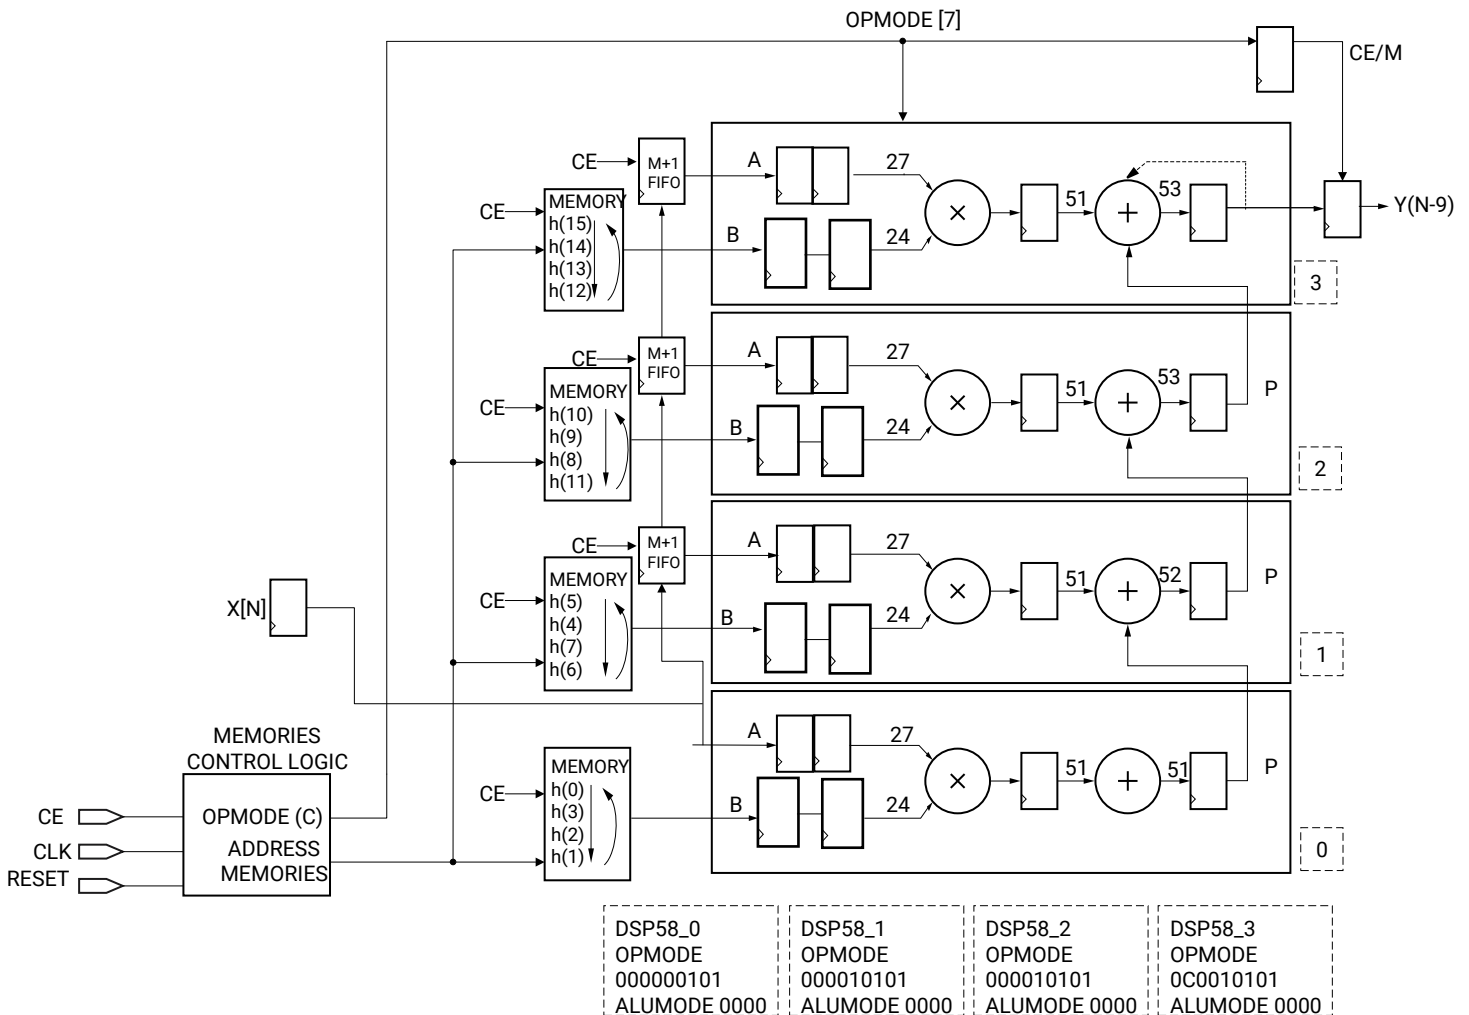 OPMODE [7]
CE/M
CE
M+1
FIFO
A
27
MEMORY
h(15)
h(14)
h(13)
h(12)
CE
B
24
×
51
+
53
Y(N-9)
3
CE
M+1
FIFO
A
27
MEMORY
h(10)
h(9)
h(8)
h(11)
CE
B
24
×
51
+
53
P
2
CE
M+1
FIFO
A
27
MEMORY
h(5)
h(4)
h(7)
h(6)
CE
B
24
×
51
+
52
P
1
X[N]
MEMORIES
CONTROL LOGIC
CE
CLK
RESET
OPMODE (C)
ADDRESS
MEMORIES
MEMORY
h(0)
h(3)
h(2)
h(1)
CE
A
27
B
24
×
51
+
51
P
0
DSP58_0
OPMODE
000000101
ALUMODE 0000
DSP58_1
OPMODE
000010101
ALUMODE 0000
DSP58_2
OPMODE
000010101
ALUMODE 0000
DSP58_3
OPMODE
0C0010101
ALUMODE 0000